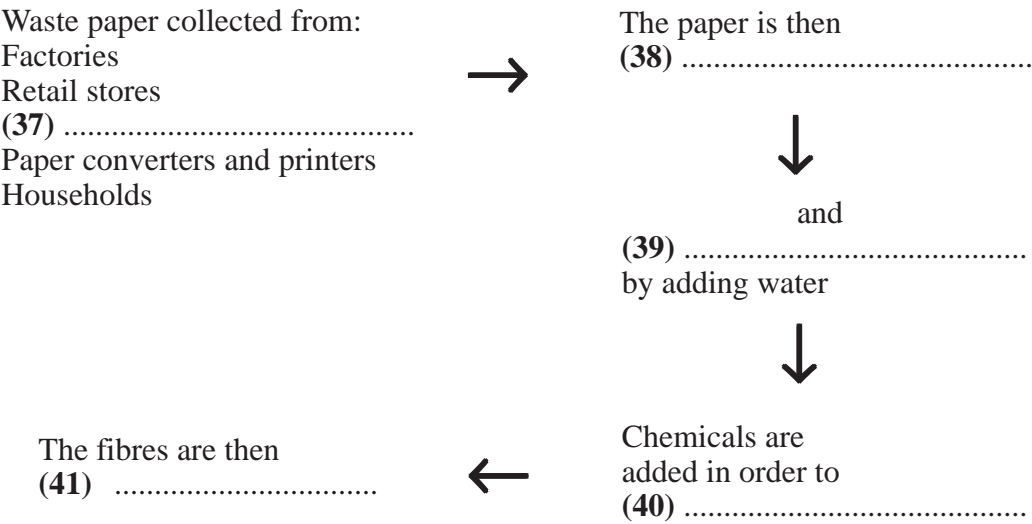 Waste paper collected from:
Factories
Retail stores
(37) ............................................
Paper converters and printers
Households
The paper is then
(38) ............................................
and
(39) ...........................................
by adding water
Chemicals are
added in order to
(40) ...........................................
The fibres are then
(41) .................................